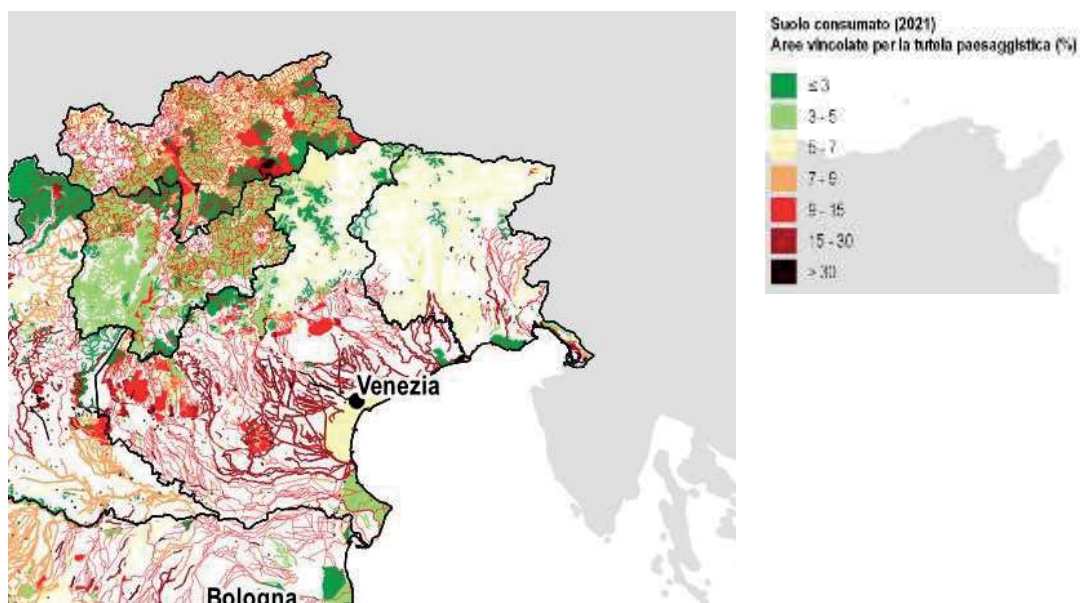 Suolo consumato (2021)
Aree vincolate per la tutela paesaggistica (%)
≤ 3
3 - 5
5 - 7
7 - 9
9 - 15
15 - 30
> 30
Venezia
Bologna